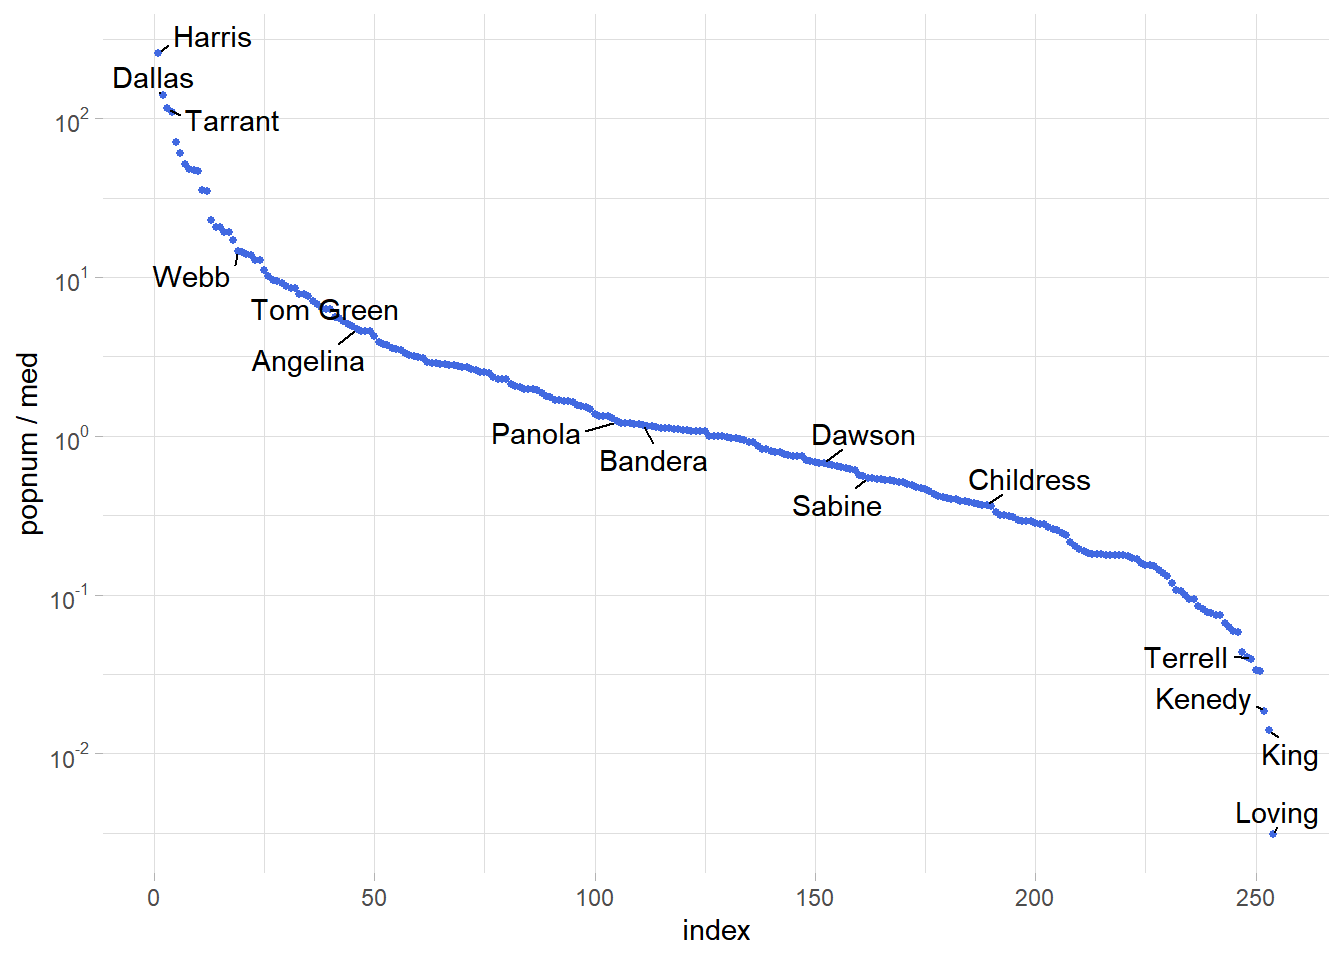 Harris
Dallas
Tarrant
10^2
Webb
10^1
Tom Green
Angelina
popnum / med
Panola
10^0
Dawson
Bandera
Childress
Sabine
10^-1
Terrell
Kenedy
King
10^-2
Loving
0 50 100 150 200 250
index